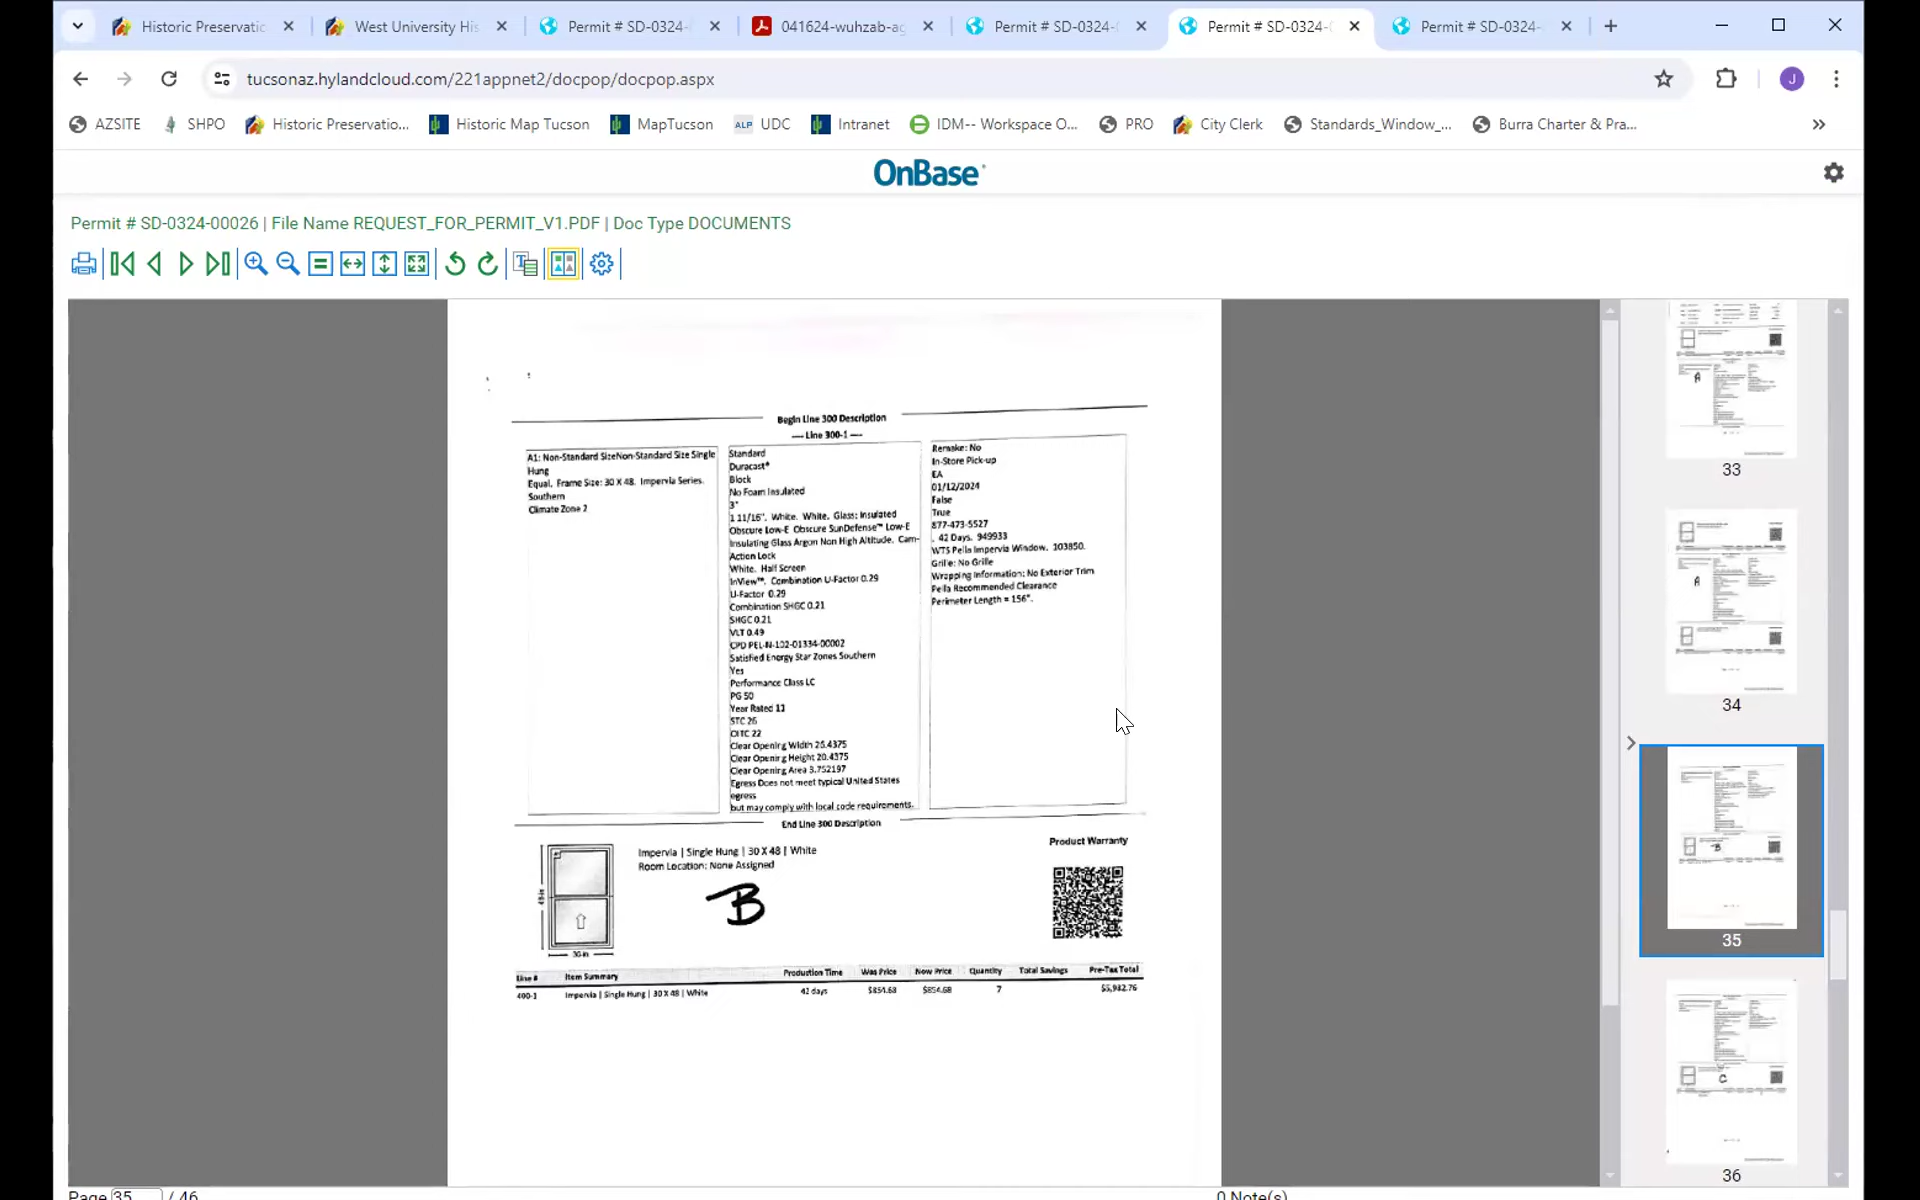 Historic Preservatio
West University His
Permit # SD-0324-
041624-wuhzab-ag
Permit # SD-0324-
Permit # SD-0324-
Permit # SD-0324-
tucsonaz.hylandcloud.com/221appnet2/docpop/docpop.aspx
J
AZSITE
SHPO
Historic Preservatio...
Historic Map Tucson
MapTucson
ALP UDC
Intranet
IDM-- Workspace O...
PRO
City Clerk
Standards_Window_...
Burra Charter & Pra...
OnBase
Permit # SD-0324-00026 | File Name REQUEST_FOR_PERMIT_V1.PDF | Doc Type DOCUMENTS
Begin Line 300 Description
---- Line 300-1 ----
A1: Non-Standard SizeNon-Standard Size Single
Hung
Equal, Frame Size: 30 X 48. Impervia Series.
Southern
Climate Zone 2
Standard
Duracast®
Block
No Foam Insulated
3"
1 11/16". White. White. Glass: Insulated
Obscure Low-E Obscure SunDefense™ Low-E
Insulating Glass Argon Non High Altitude. Cam-
Action Lock
White. Half Screen
InView™. Combination U-Factor 0.29
U-Factor 0.29
Combination SHGC 0.21
SHGC 0.21
VLT 0.49
CPD PEL-N-102-01334-00002
Satisfied Energy Star Zones Southern
Yes
Performance Class LC
PG 50
Year Rated 11
STC 26
OITC 22
Clear Opening Width 26.4375
Clear Opening Height 20.4375
Clear Opening Area 3.752197
Egress Does not meet typical United States
egress
but may comply with local code requirements.
Remake: No
In-Store Pick-up
EA
01/12/2024
False
True
877-473-5527
. 42 Days. 949933
WTS Pella Impervia Window. 103850.
Grille: No Grille
Wrapping Information: No Exterior Trim
Pella Recommended Clearance
Perimeter Length = 156".
End Line 300 Description
Impervia | Single Hung | 30 X 48 | White
Room Location: None Assigned
B
Product Warranty
48 in
30 in
Line # Item Summary Production Time Was Price Now Price Quantity Total Savings Pre-Tax Total
400-1 Impervia | Single Hung | 30 X 48 | White 42 days $854.68 $854.68 7 $5,982.76
A
33
A
34
B
35
C
36
Page 35 / 46
0 Note(s)